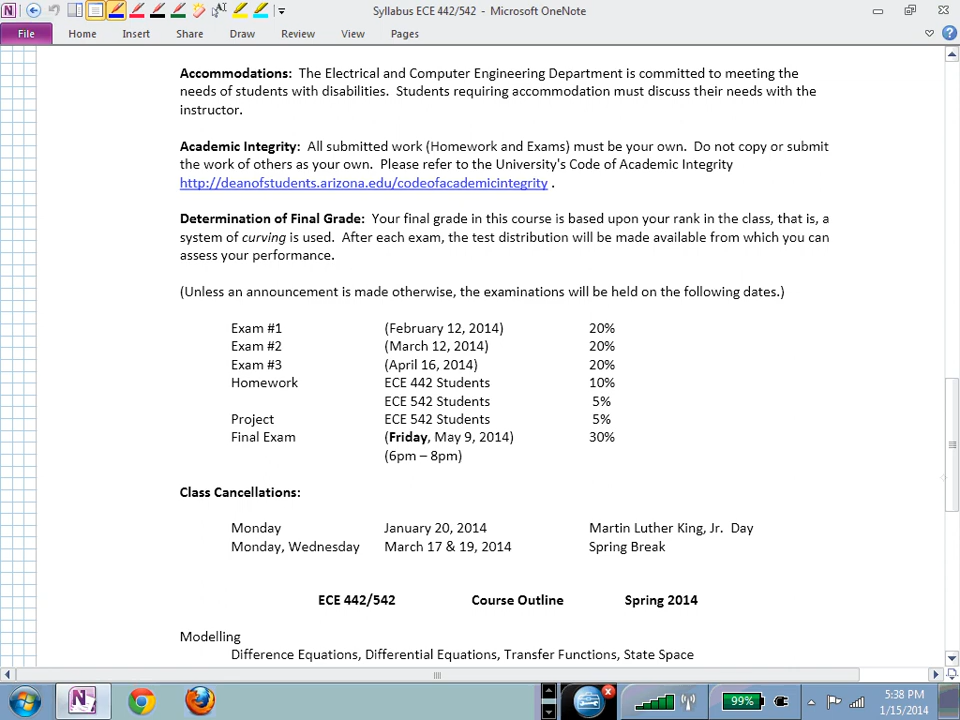 Syllabus ECE 442/542 - Microsoft OneNote
File Home Insert Share Draw Review View Pages
Accommodations: The Electrical and Computer Engineering Department is committed to meeting the
needs of students with disabilities. Students requiring accommodation must discuss their needs with the
instructor.
Academic Integrity: All submitted work (Homework and Exams) must be your own. Do not copy or submit
the work of others as your own. Please refer to the University's Code of Academic Integrity
http://deanofstudents.arizona.edu/codeofacademicintegrity .
Determination of Final Grade: Your final grade in this course is based upon your rank in the class, that is, a
system of curving is used. After each exam, the test distribution will be made available from which you can
assess your performance.
(Unless an announcement is made otherwise, the examinations will be held on the following dates.)
Exam #1 (February 12, 2014) 20%
Exam #2 (March 12, 2014) 20%
Exam #3 (April 16, 2014) 20%
Homework ECE 442 Students 10%
ECE 542 Students 5%
Project ECE 542 Students 5%
Final Exam (Friday, May 9, 2014) 30%
(6pm – 8pm)
Class Cancellations:
Monday January 20, 2014 Martin Luther King, Jr. Day
Monday, Wednesday March 17 & 19, 2014 Spring Break
ECE 442/542 Course Outline Spring 2014
Modelling
Difference Equations, Differential Equations, Transfer Functions, State Space
99%
5:38 PM
1/15/2014